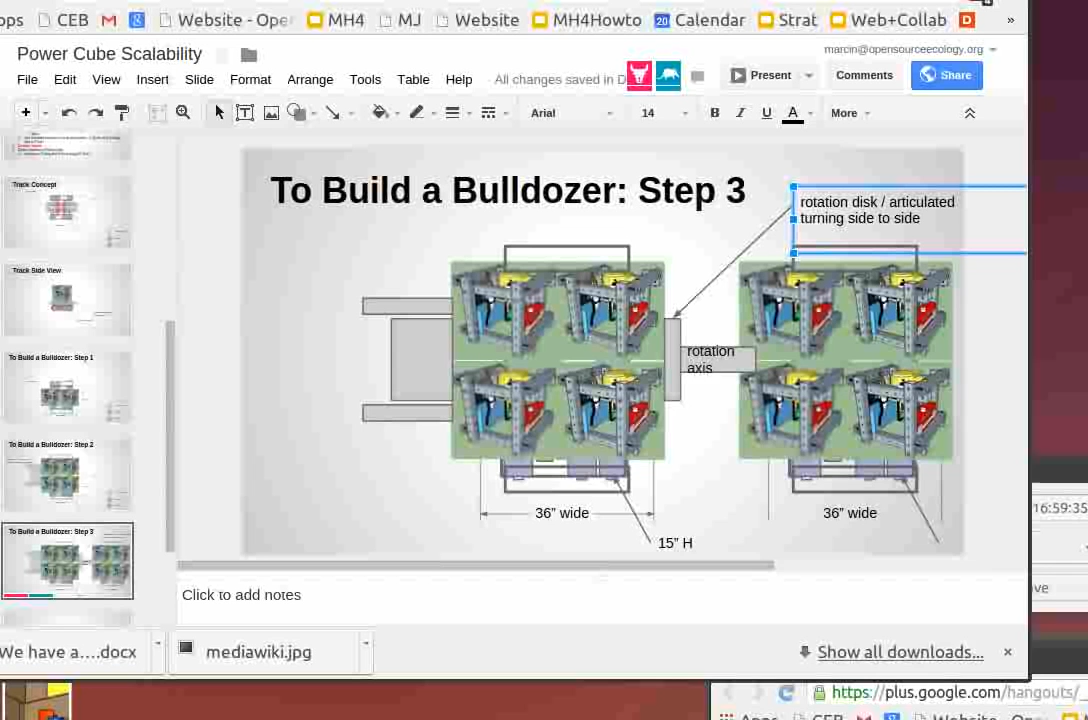 pps CEB Website - Ope MH4 MJ Website MH4Howto 20 Calendar Strat Web+Collab D »
Power Cube Scalability
marcin@opensourceecology.org
File Edit View Insert Slide Format Arrange Tools Table Help All changes saved in D
Present Comments Share
Arial 14 B I U A More
Track Concept
Track Side View
To Build a Bulldozer: Step 1
To Build a Bulldozer: Step 2
To Build a Bulldozer: Step 3
To Build a Bulldozer: Step 3
rotation disk / articulated
turning side to side
rotation
axis
36” wide
36” wide
15” H
16:59:35
ve
Click to add notes
We have a....docx
mediawiki.jpg
Show all downloads...
https://plus.google.com/hangouts/_
Apps CEB Website - Ope MH4